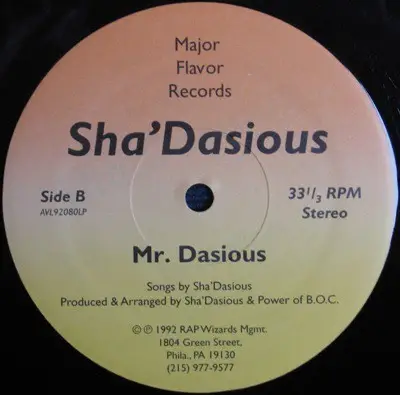 Major
Flavor
Records
Sha'Dasious
Side B
AVL92080LP
33 1/3 RPM
Stereo
Mr. Dasious
Songs by Sha'Dasious
Produced & Arranged by Sha'Dasious & Power of B.O.C.
© ℗ 1992 RAP Wizards Mgmt.
1804 Green Street,
Phila., PA 19130
(215) 977-9577